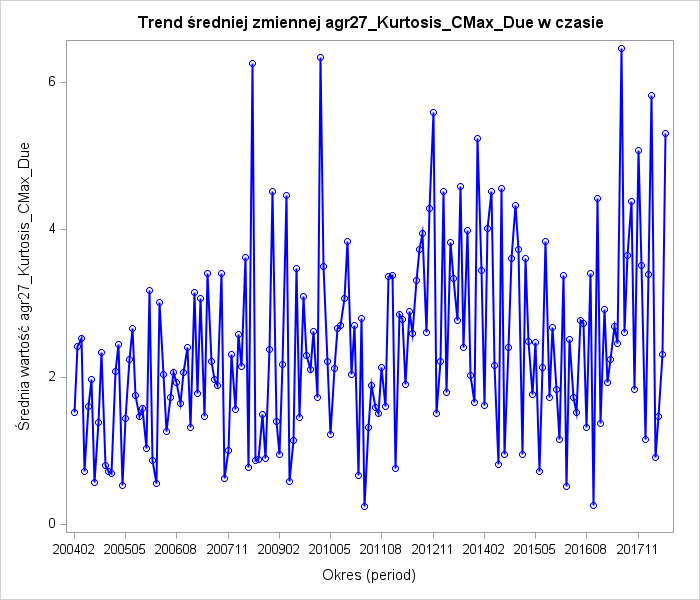 Trend średniej zmiennej agr27_Kurtosis_CMax_Due w czasie
Średnia wartość agr27_Kurtosis_CMax_Due
6
4
2
0
200402 200505 200608 200711 200902 201005 201108 201211 201402 201505 201608 201711
Okres (period)